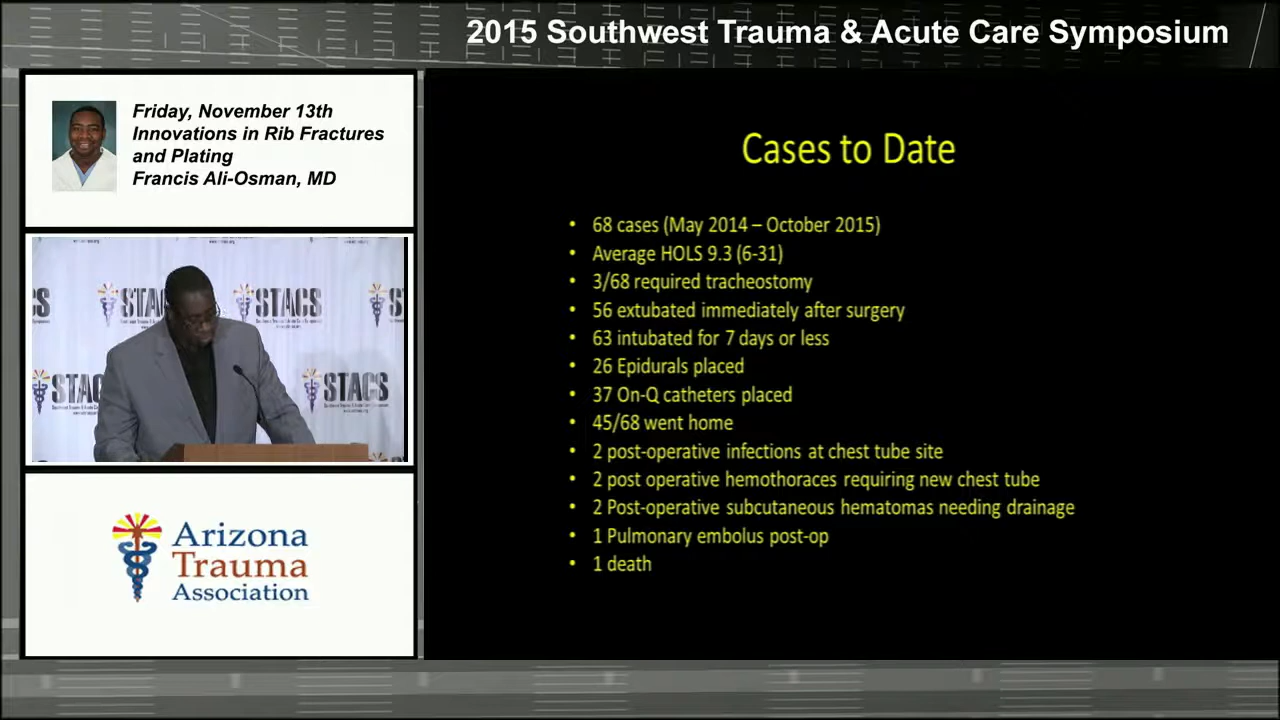 2015 Southwest Trauma & Acute Care Symposium
Friday, November 13th
Innovations in Rib Fractures
and Plating
Francis Ali-Osman, MD
STACS
STACS
STACS
Arizona
Trauma
Association
Cases to Date
• 68 cases (May 2014 – October 2015)
• Average HOLS 9.3 (6-31)
• 3/68 required tracheostomy
• 56 extubated immediately after surgery
• 63 intubated for 7 days or less
• 26 Epidurals placed
• 37 On-Q catheters placed
• 45/68 went home
• 2 post-operative infections at chest tube site
• 2 post operative hemothoraces requiring new chest tube
• 2 Post-operative subcutaneous hematomas needing drainage
• 1 Pulmonary embolus post-op
• 1 death